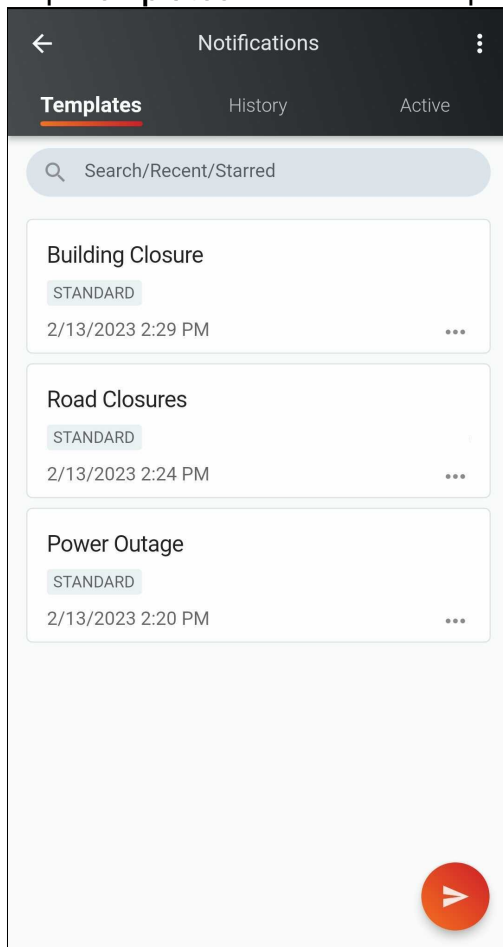 Notifications
Templates History Active
Search/Recent/Starred
Building Closure
STANDARD
2/13/2023 2:29 PM
Road Closures
STANDARD
2/13/2023 2:24 PM
Power Outage
STANDARD
2/13/2023 2:20 PM